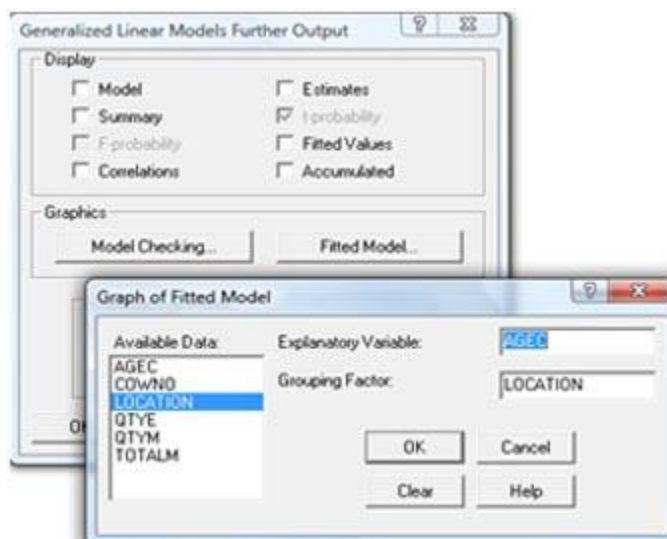 Generalized Linear Models Further Output
Display
Model
Estimates
Summary
t-probability
F-probability
Fitted Values
Correlations
Accumulated
Graphics
Model Checking...
Fitted Model...
Graph of Fitted Model
Available Data:
AGEC
COWNO
LOCATION
QTYE
QTYM
TOTALM
Explanatory Variable:
AGEC
Grouping Factor:
LOCATION
OK
Cancel
Clear
Help